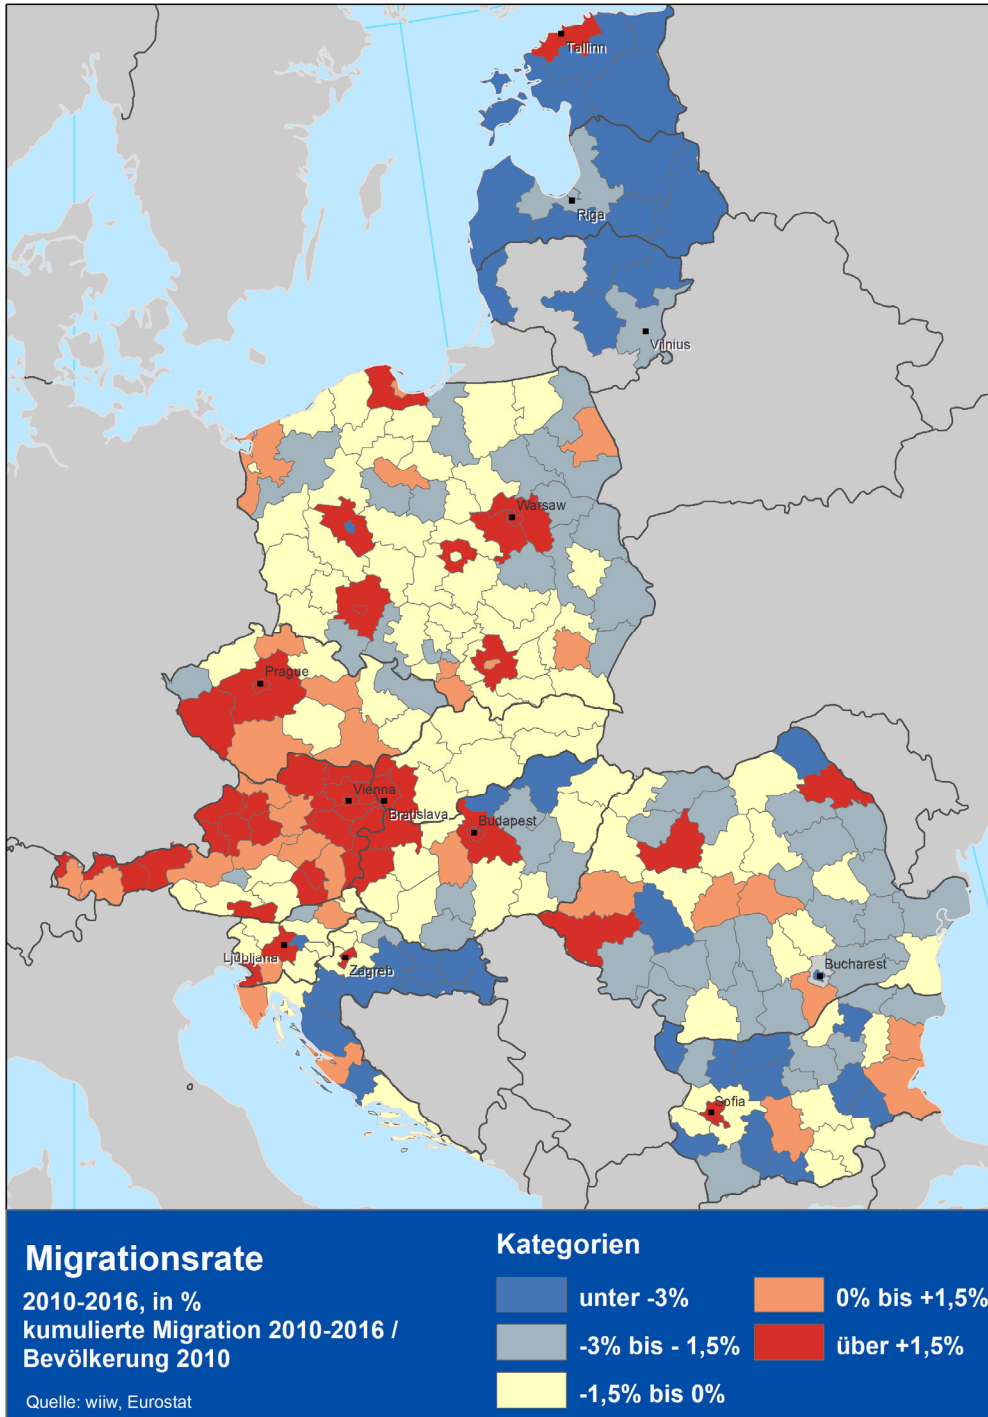 Tallinn
Riga
Vilnius
Warsaw
Prague
Vienna
Bratislava
Budapest
Ljubljana
Zagreb
Bucharest
Sofia
Migrationsrate
2010-2016, in %
kumulierte Migration 2010-2016 /
Bevölkerung 2010
Quelle: wiiw, Eurostat
Kategorien
unter -3%
-3% bis - 1,5%
-1,5% bis 0%
0% bis +1,5%
über +1,5%